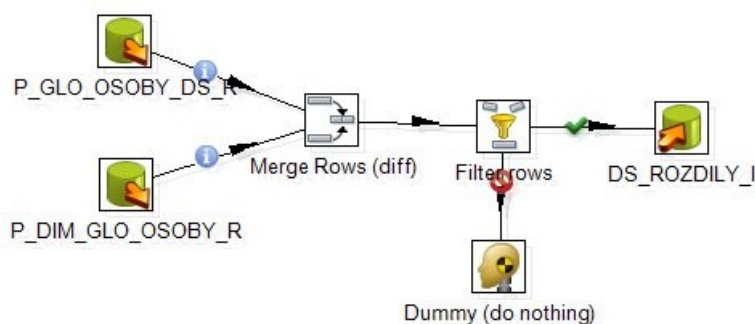 P_GLO_OSOBY_DS_R
Merge Rows (diff)
Filter rows
DS_ROZDILY_I
P_DIM_GLO_OSOBY_R
Dummy (do nothing)